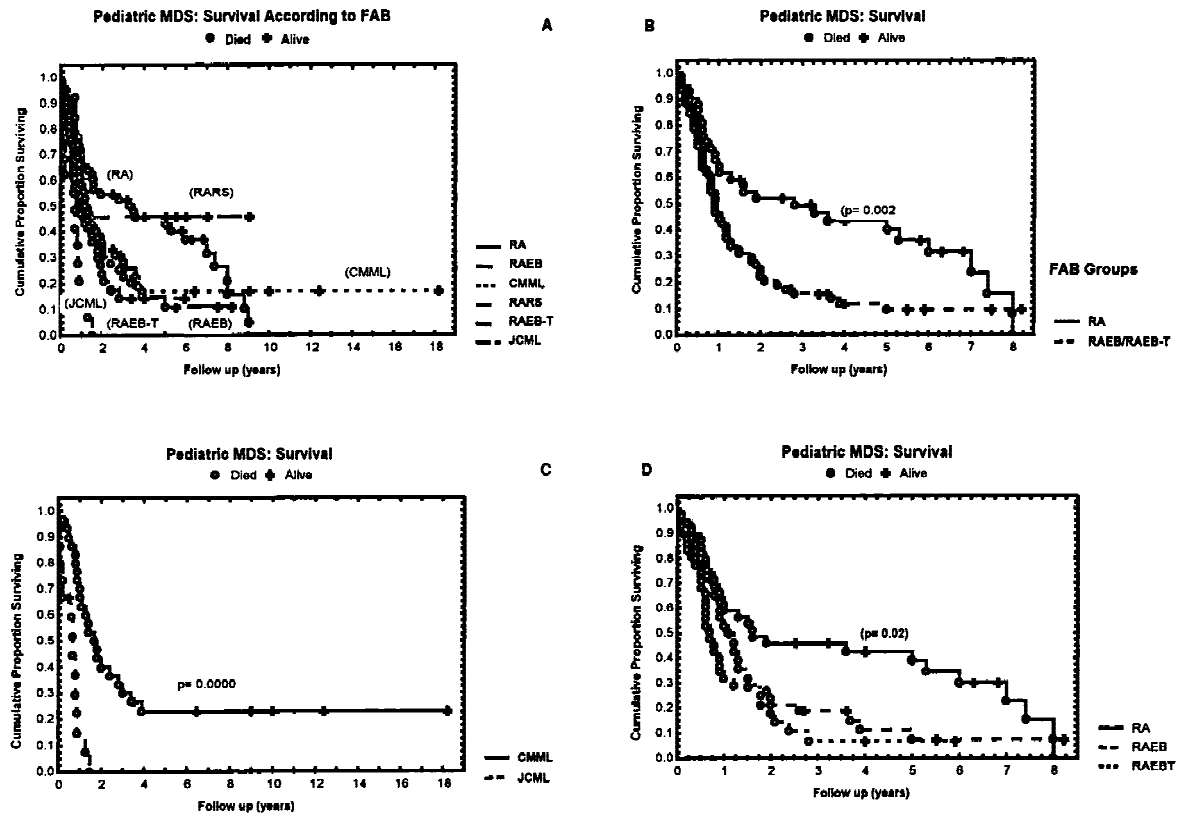 Pediatric MDS: Survival According to FAB
Died Alive
A
Cumulative Proportion Surviving
1.0
0.9
0.8
0.7
0.6
0.5
0.4
0.3
0.2
0.1
0.0
(RA)
(RARS)
(CMML)
(JCML)
(RAEB-T
(RAEB)
0 2 4 6 8 10 12 14 16 18
Follow up (years)
RA
RAEB
CMML
RARS
RAEB-T
JCML
Pediatric MDS: Survival
B
Died Alive
Cumulative Proportion Surviving
1.0
0.9
0.8
0.7
0.6
0.5
0.4
0.3
0.2
0.1
0.0
(p= 0.002
0 1 2 3 4 5 6 7 8
Follow up (years)
FAB Groups
RA
RAEB/RAEB-T
Pediatric MDS: Survival
Died Alive
C
Cumulative Proportion Surviving
1.0
0.9
0.8
0.7
0.6
0.5
0.4
0.3
0.2
0.1
0.0
p= 0.0000
0 2 4 6 8 10 12 14 16 18
Follow up (years)
CMML
JCML
Pediatric MDS: Survival
D
Died Alive
Cumulative Proportion Surviving
1.0
0.9
0.8
0.7
0.6
0.5
0.4
0.3
0.2
0.1
0.0
(p= 0.02)
0 1 2 3 4 5 6 7 8
Follow up (years)
RA
RAEB
RAEBT